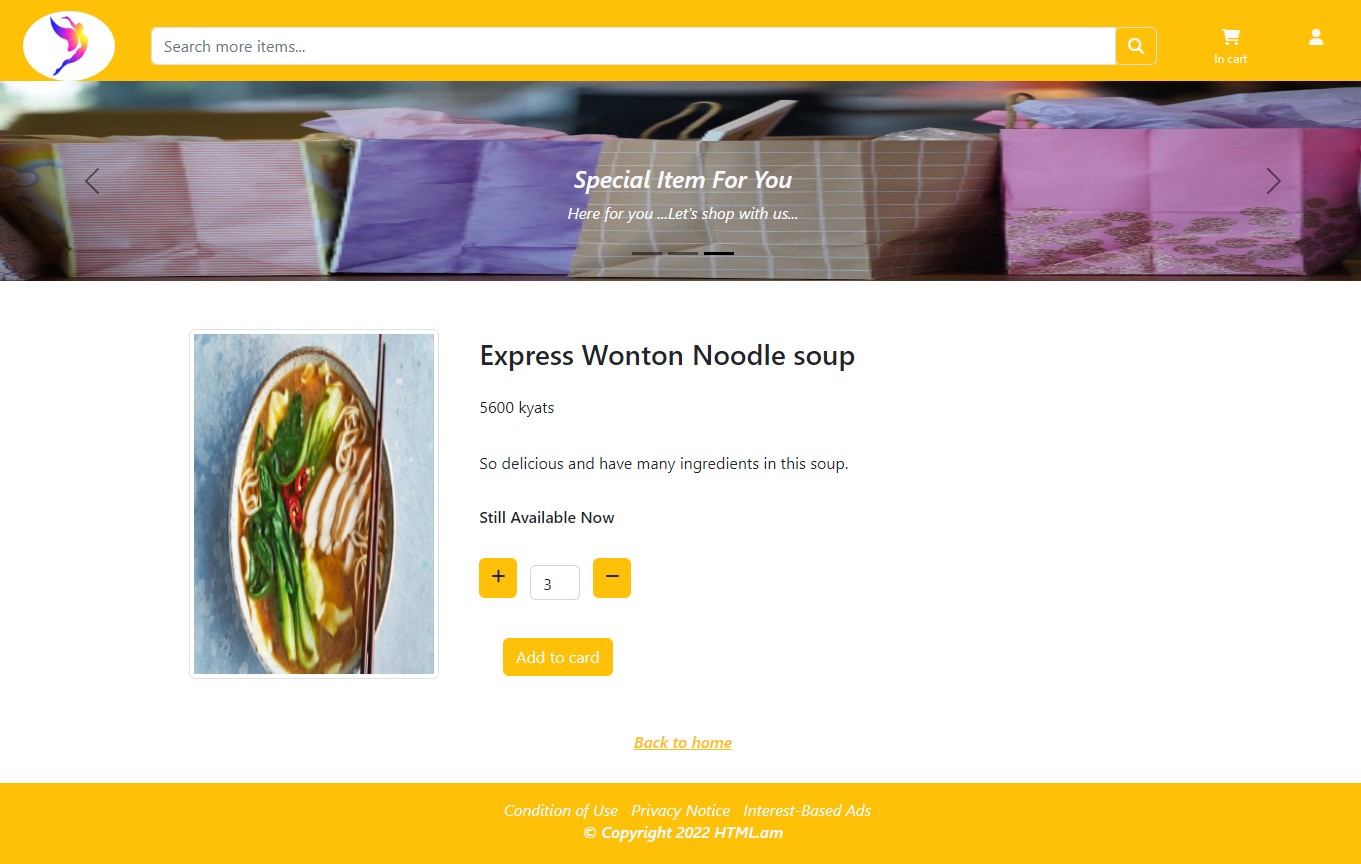 Search more items...
In cart
Special Item For You
Here for you ...Let's shop with us...
Express Wonton Noodle soup
5600 kyats
So delicious and have many ingredients in this soup.
Still Available Now
+ 3 −
Add to card
Back to home
Condition of Use Privacy Notice Interest-Based Ads
© Copyright 2022 HTML.am